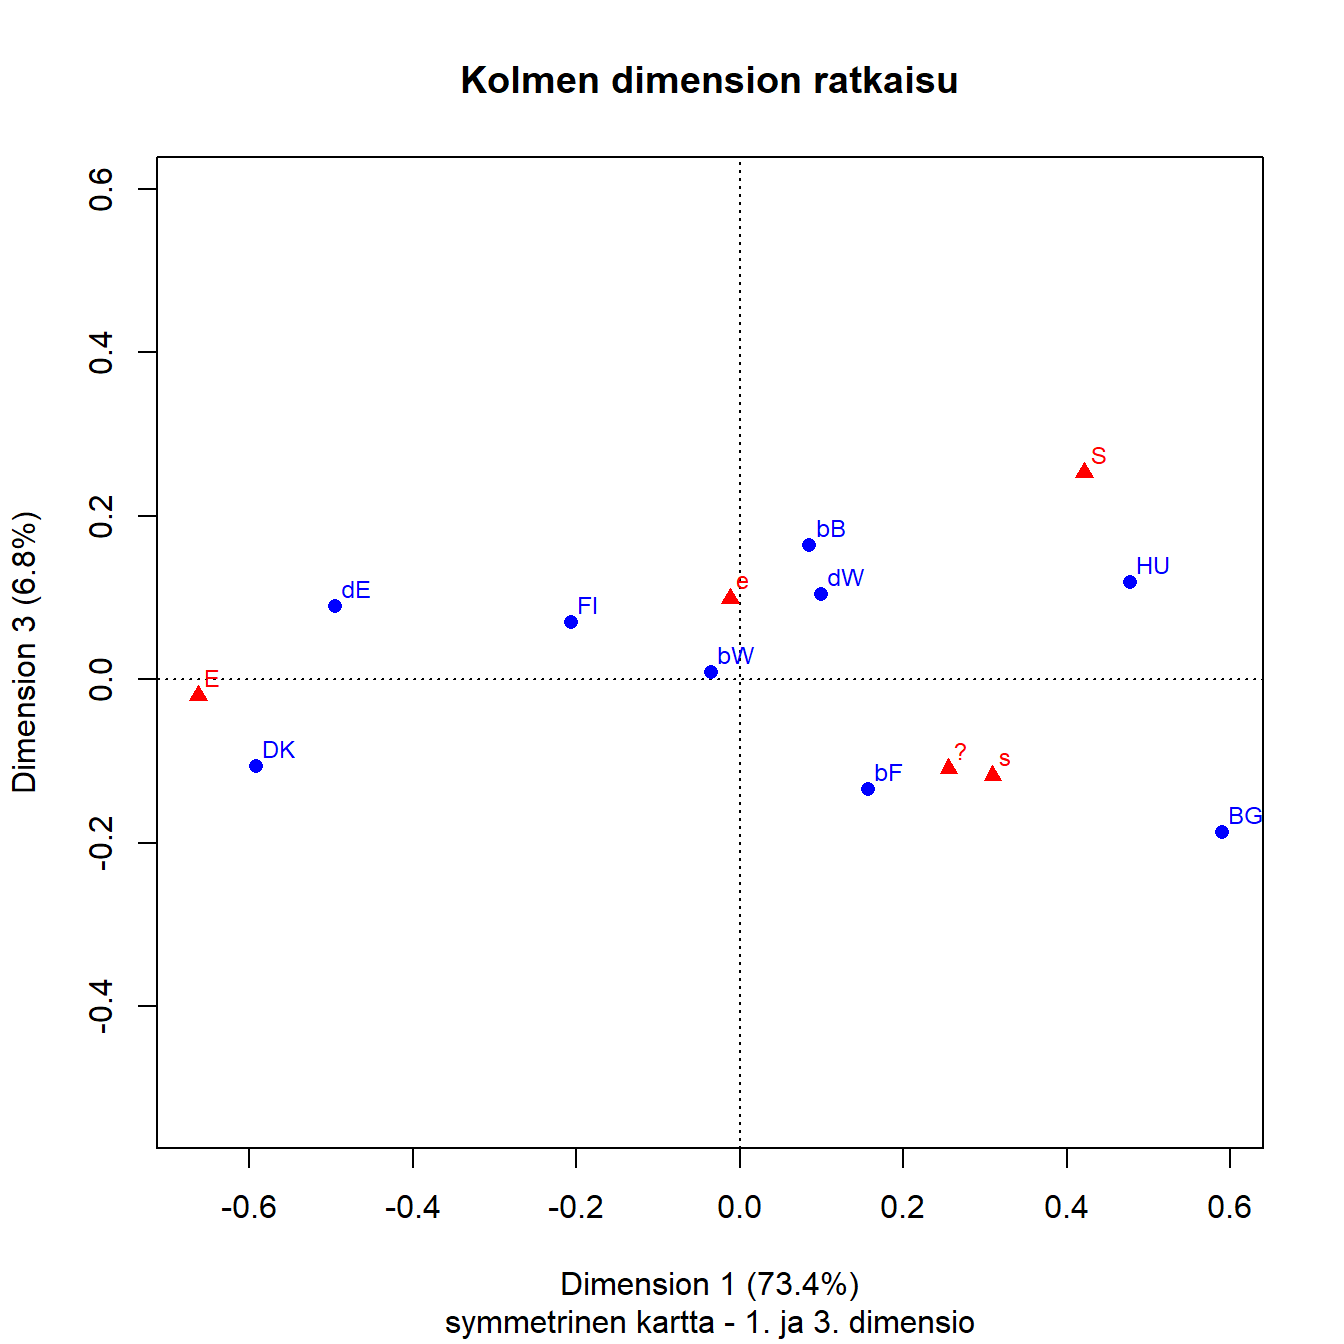 Kolmen dimension ratkaisu
Dimension 3 (6.8%)
0.6
0.4
0.2
0.0
-0.2
-0.4
S
bB
HU
dW
e
dE
FI
bW
E
DK
?
s
bF
BG
-0.6 -0.4 -0.2 0.0 0.2 0.4 0.6
Dimension 1 (73.4%)
symmetrinen kartta - 1. ja 3. dimensio